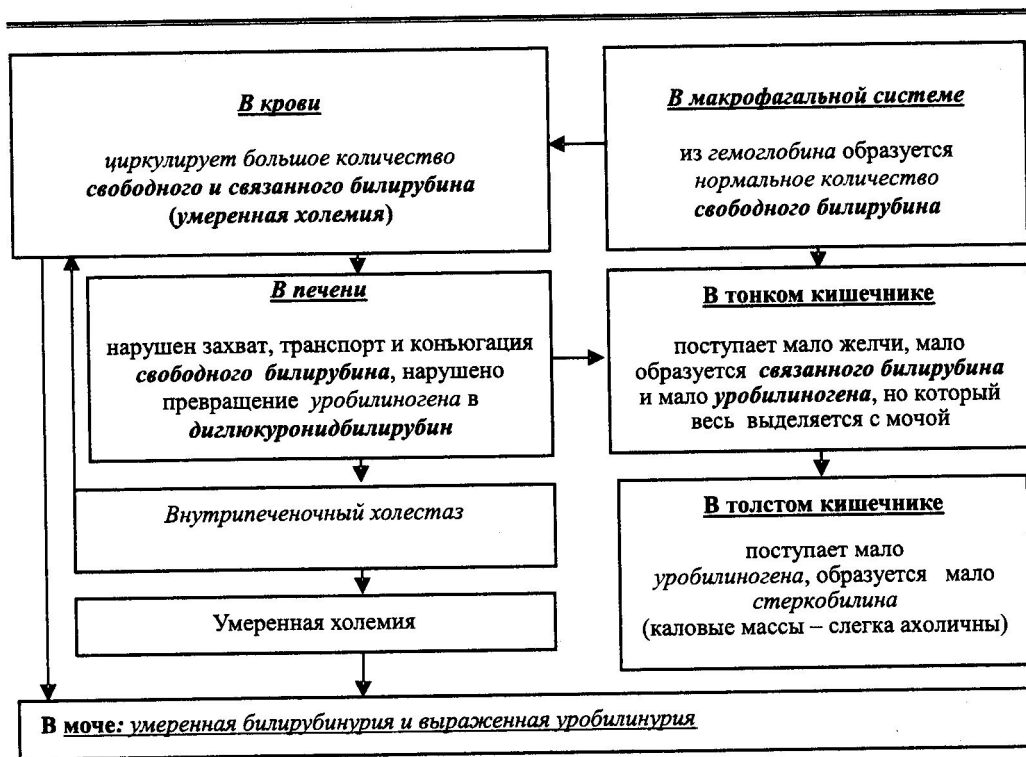 В крови
циркулирует большое количество
свободного и связанного билирубина
(умеренная холемия)
В макрофагальной системе
из гемоглобина образуется
нормальное количество
свободного билирубина
В печени
нарушен захват, транспорт и коньюгация
свободного билирубина, нарушено
превращение уробилиногена в
диглюкуронидбилирубин
В тонком кишечнике
поступает мало желчи, мало
образуется связанного билирубина
и мало уробилиногена, но который
весь выделяется с мочой
Внутрипеченочный холестаз
Умеренная холемия
В толстом кишечнике
поступает мало
уробилиногена, образуется мало
стеркобилина
(каловые массы – слегка ахоличны)
В моче: умеренная билирубинурия и выраженная уробилинурия